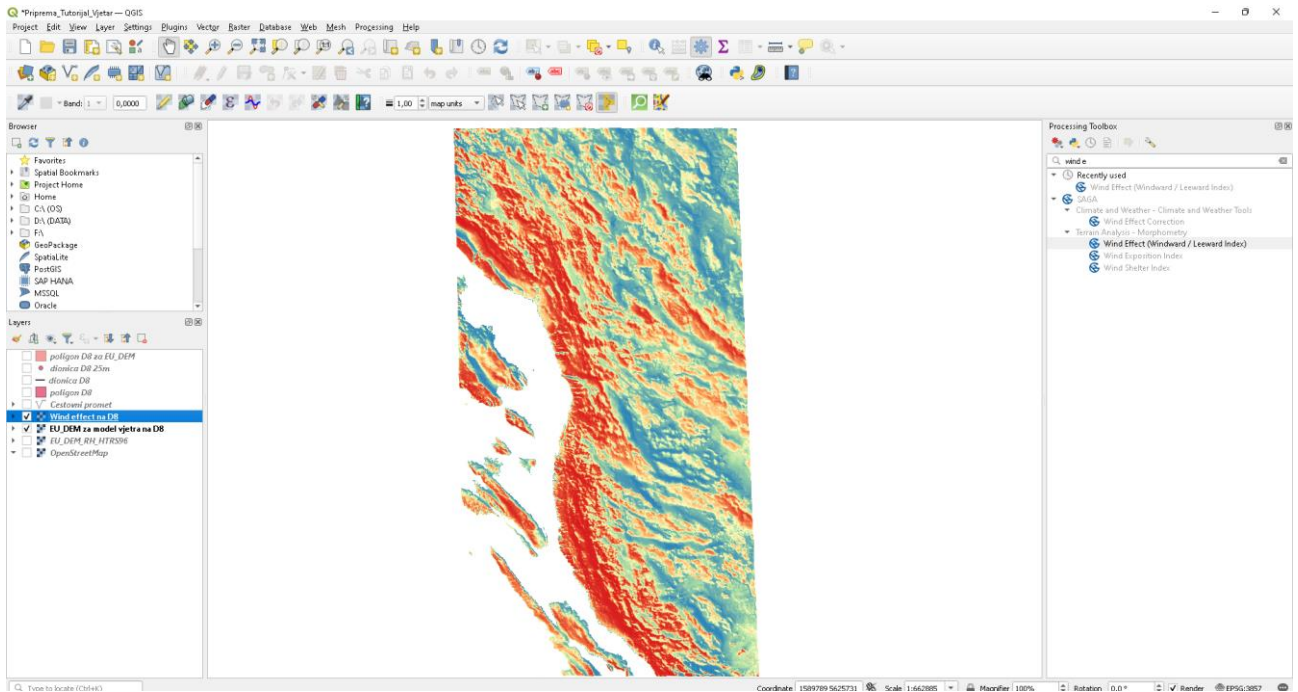 *Priprema_Tutorijal_Vjetar — QGIS
Project Edit View Layer Settings Plugins Vector Raster Database Web Mesh Processing Help
Band: 1 0,0000 1,00 map units
Browser
Favorites
Spatial Bookmarks
Project Home
Home
C:\ (OS)
D:\ (DATA)
F:\
GeoPackage
SpatiaLite
PostGIS
SAP HANA
MSSQL
Oracle
Layers
poligon D8 za EU_DEM
dionica D8 25m
dionica D8
poligon D8
Cestovni promet
Wind effect na D8
EU_DEM za model vjetra na D8
EU_DEM_RH_HTRS96
OpenStreetMap
Processing Toolbox
wind e
Recently used
Wind Effect (Windward / Leeward Index)
SAGA
Climate and Weather - Climate and Weather Tools
Wind Effect Correction
Terrain Analysis - Morphometry
Wind Effect (Windward / Leeward Index)
Wind Exposition Index
Wind Shelter Index
Type to locate (Ctrl+K)
Coordinate 1589789 5625731 Scale 1:662885 Magnifier 100% Rotation 0,0 ° Render EPSG:3857